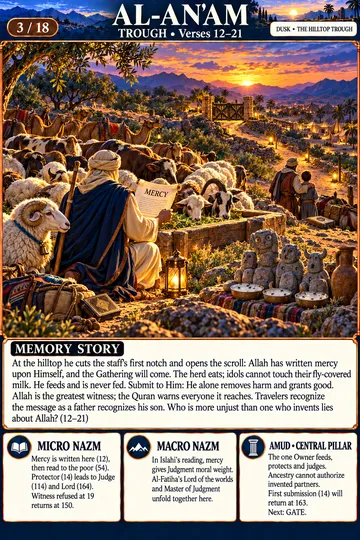 3 / 18
AL-AN'AM
TROUGH • Verses 12–21
DUSK • THE HILLTOP TROUGH
MERCY
MEMORY STORY
At the hilltop he cuts the staff's first notch and opens the scroll: Allah has written mercy
upon Himself, and the Gathering will come. The herd eats; idols cannot touch their fly-covered
milk. He feeds and is never fed. Submit to Him: He alone removes harm and grants good.
Allah is the greatest witness; the Quran warns everyone it reaches. Travelers recognize
the message as a father recognizes his son. Who is more unjust than one who invents lies
about Allah? (12–21)
MICRO NAZM
Mercy is written here (12),
then read to the poor (54).
Protector (14) leads to Judge
(114) and Lord (164).
Witness refused at 19
returns at 150.
MACRO NAZM
In Islahi's reading, mercy
gives Judgment moral weight.
Al-Fatiha's Lord of the worlds
and Master of Judgment
unfold together here.
AMUD • CENTRAL PILLAR
The one Owner feeds,
protects and judges.
Ancestry cannot authorize
invented partners.
First submission (14) will
return at 163.
Next: GATE.